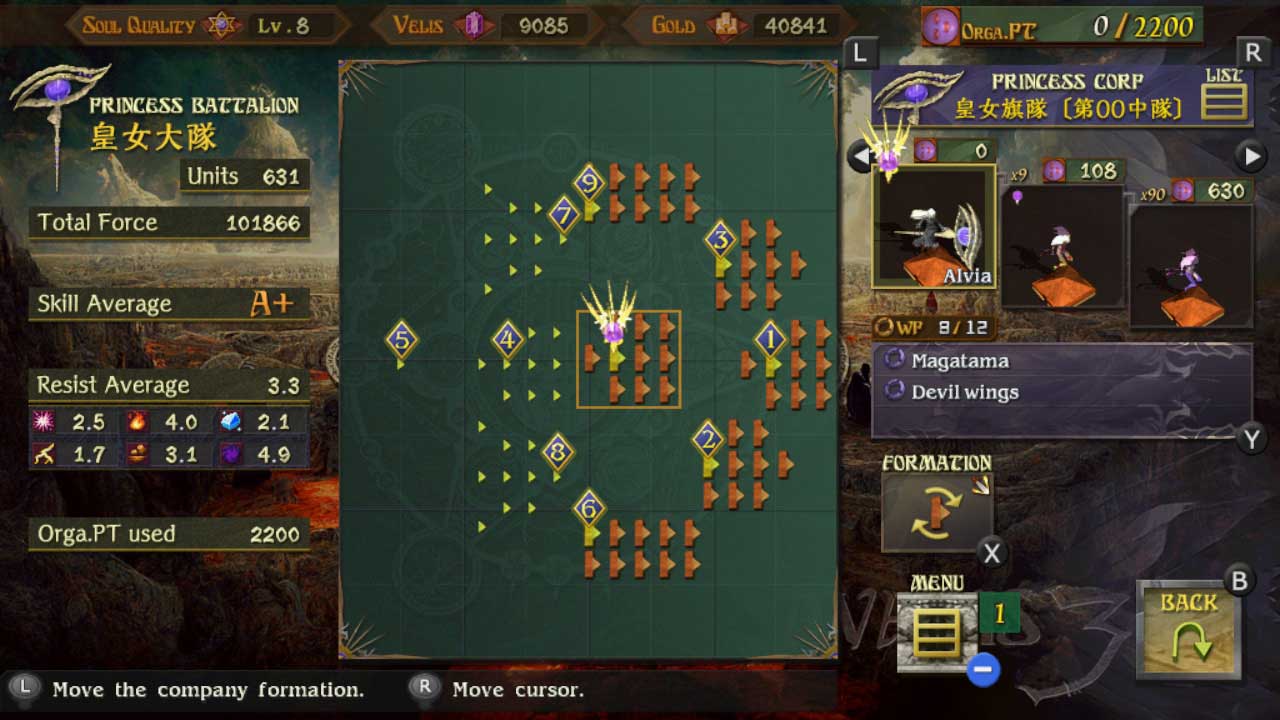 Soul Quality Lv.8
Velis 9085
Gold 40841
Orga.PT 0/2200
L
R
Princess Battalion
皇女大隊
Units 631
Total Force 101866
Skill Average A+
Resist Average 3.3
2.5 4.0 2.1
1.7 3.1 4.9
Orga.PT used 2200
9
7
3
5
4
1
8
2
6
Princess Corp
皇女旗隊〔第00中隊〕
List
0
x9 108
x90 630
Alvia
WP 8/12
Magatama
Devil wings
Y
Formation
X
Menu
1
B
Back
L Move the company formation.
R Move cursor.